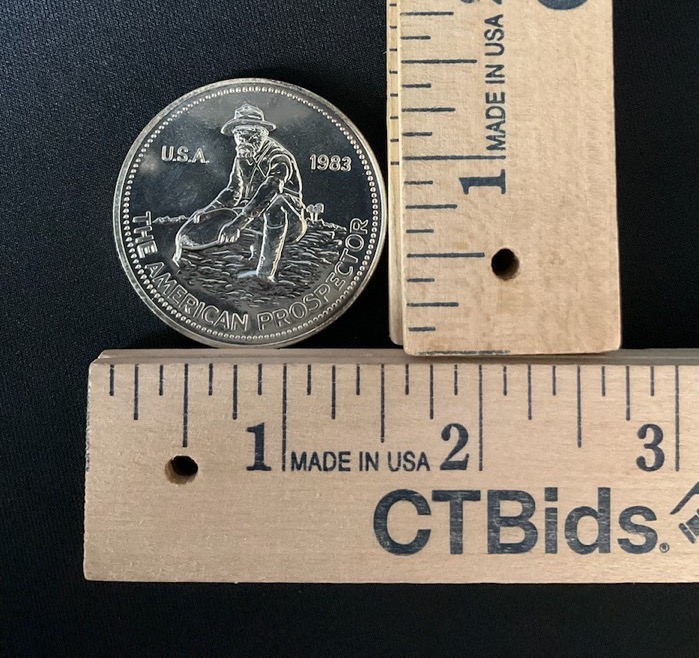 U.S.A.
1983
THE AMERICAN PROSPECTOR
MADE IN USA
1
1
2
3
MADE IN USA
CTBids.